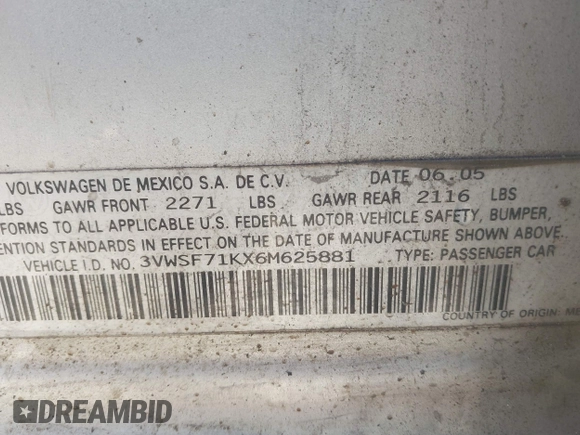 VOLKSWAGEN DE MEXICO S.A. DE C.V. DATE 06.05
LBS GAWR FRONT 2271 LBS GAWR REAR 2116 LBS
FORMS TO ALL APPLICABLE U.S. FEDERAL MOTOR VEHICLE SAFETY, BUMPER,
ENTION STANDARDS IN EFFECT ON THE DATE OF MANUFACTURE SHOWN ABOVE.
VEHICLE I.D. NO. 3VWSF71KX6M625881 TYPE: PASSENGER CAR
COUNTRY OF ORIGIN:
DREAMBID